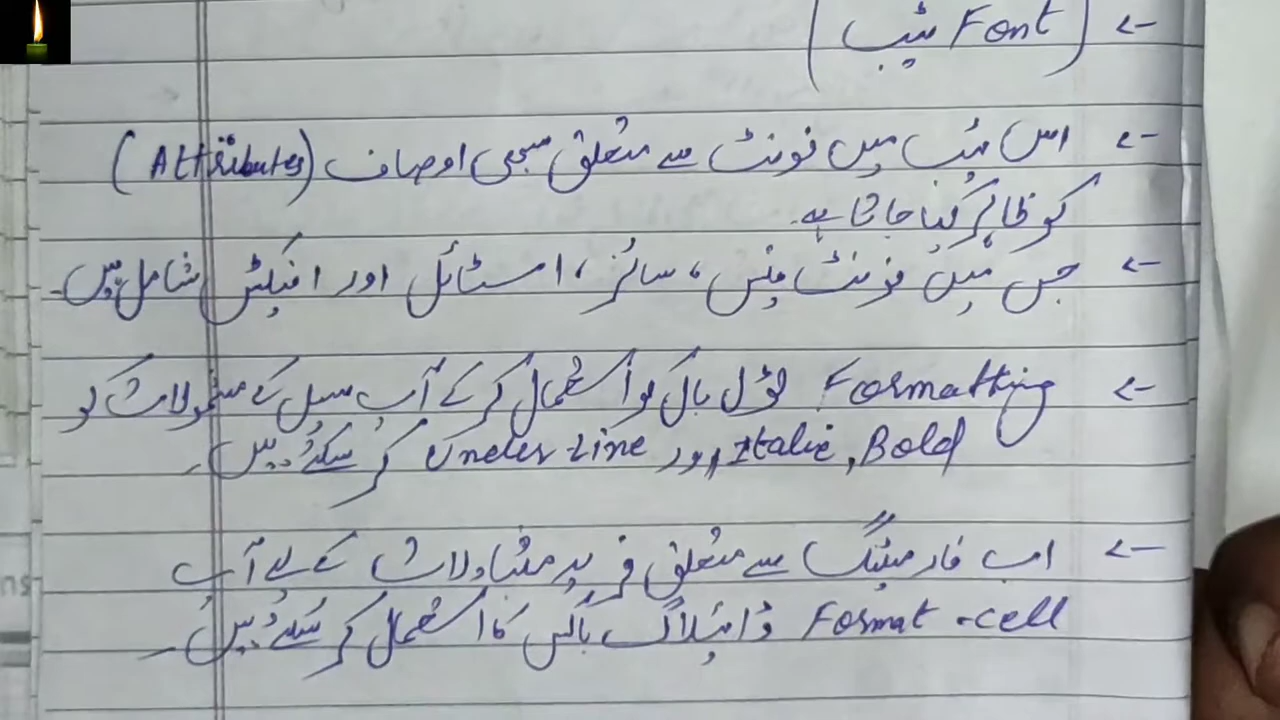 ← (Font ٹیب)
← اس ٹیب میں فونٹ سے متعلق سبھی اوصاف (Attributes)
کو ظاہر کیا جاتا ہے۔
← جس میں فونٹ فیس، سائز، اسٹائل اور افیکٹس شامل ہیں۔
← Formatting ٹول بار کو استعمال کر کے آپ سیل کے مشمولات کو
Bold, Italic اور Under Line کر سکتے ہیں۔
← اب فارمیٹنگ سے متعلق مزید متبادلات کے لیے آپ
Format cell ڈائیلاگ باکس کا استعمال کر سکتے ہیں۔